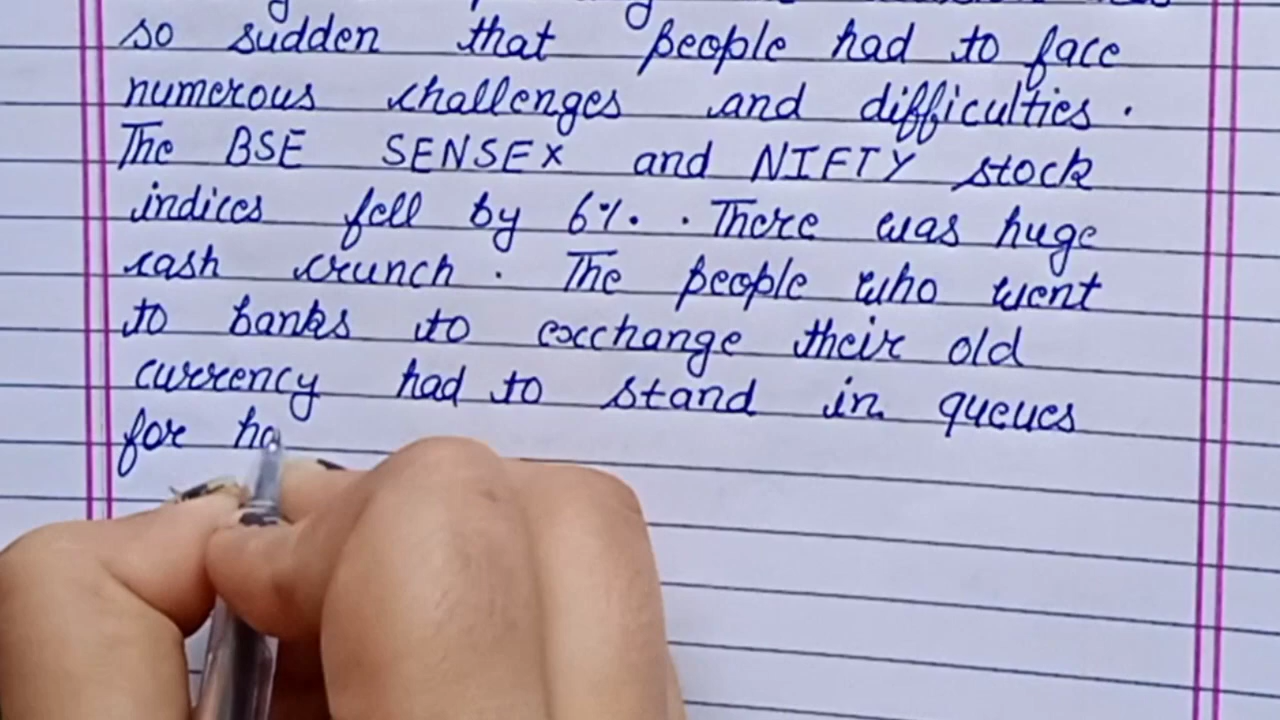 so sudden that people had to face
numerous challenges and difficulties.
The BSE SENSEX and NIFTY stock
indices fell by 6%. . There was huge
cash crunch. The people who went
to banks to excchange their old
currency had to stand in queues
for ho